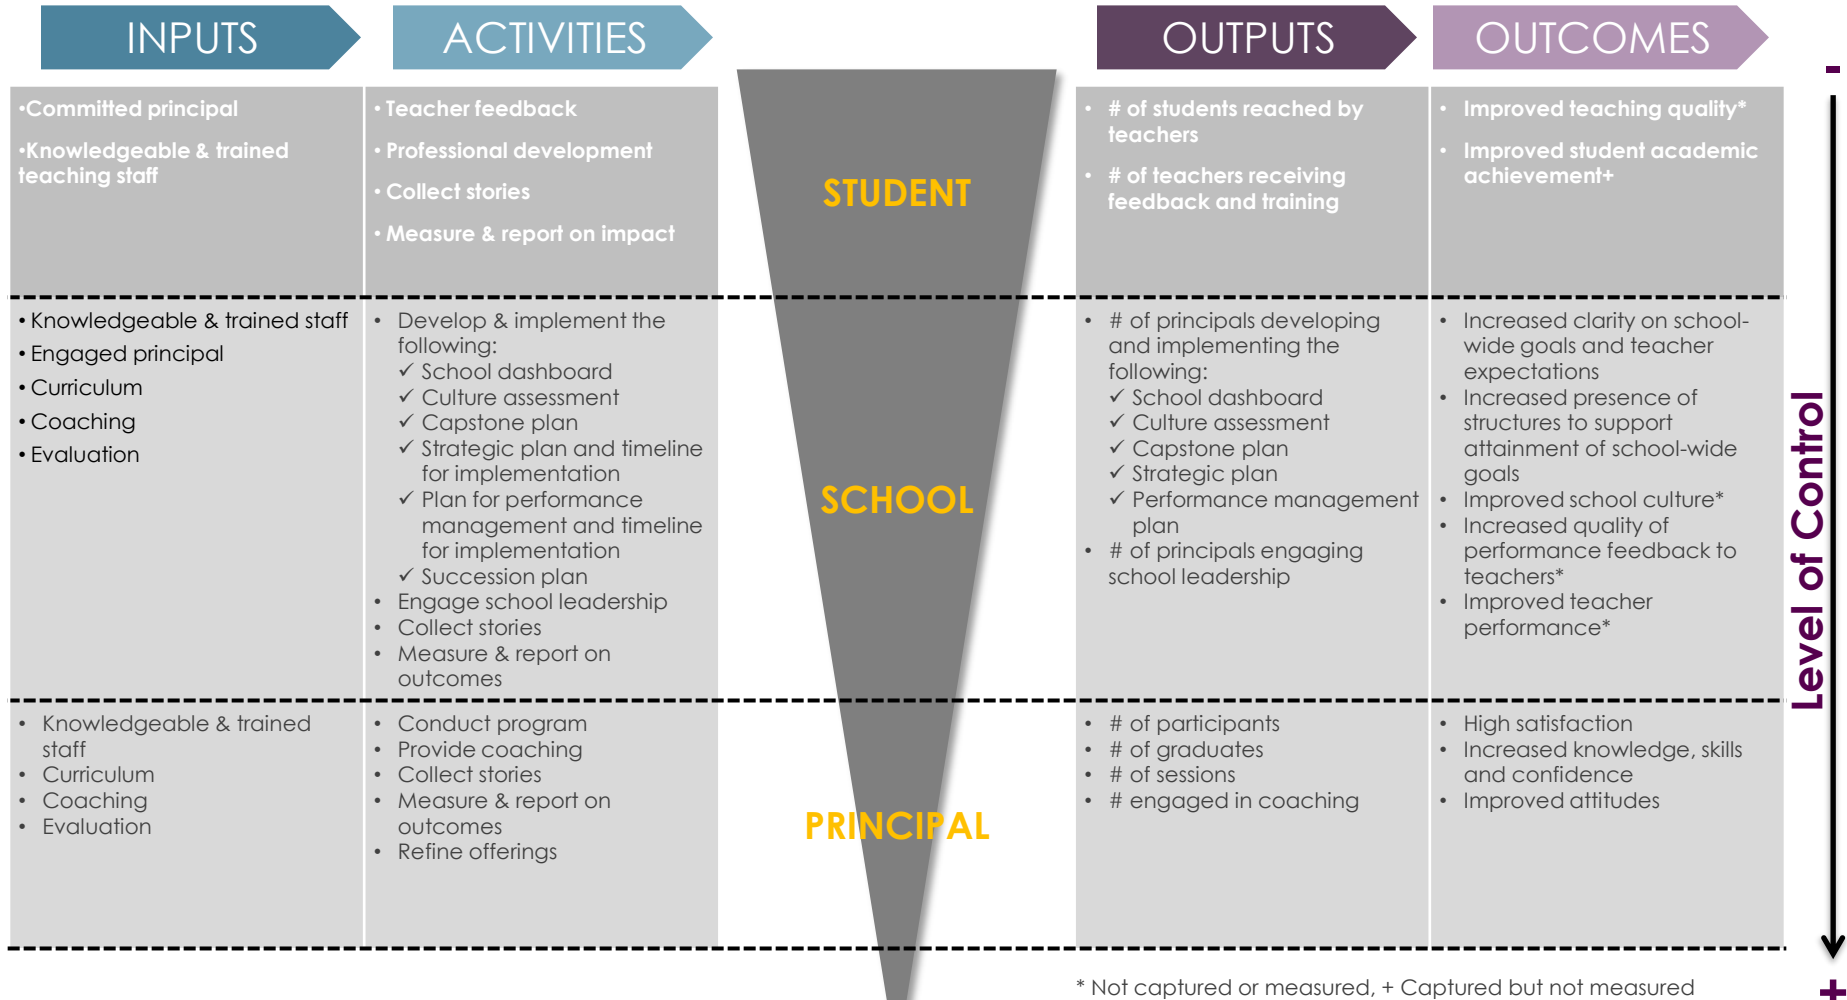 INPUTS
ACTIVITIES
OUTPUTS
OUTCOMES
•Committed principal
•Knowledgeable & trained
teaching staff
• Teacher feedback
• Professional development
• Collect stories
• Measure & report on impact
STUDENT
• # of students reached by
teachers
• # of teachers receiving
feedback and training
• Improved teaching quality*
• Improved student academic
achievement+
• Knowledgeable & trained staff
• Engaged principal
• Curriculum
• Coaching
• Evaluation
• Develop & implement the
following:
✓ School dashboard
✓ Culture assessment
✓ Capstone plan
✓ Strategic plan and timeline
for implementation
✓ Plan for performance
management and timeline
for implementation
✓ Succession plan
• Engage school leadership
• Collect stories
• Measure & report on
outcomes
SCHOOL
• # of principals developing
and implementing the
following:
✓ School dashboard
✓ Culture assessment
✓ Capstone plan
✓ Strategic plan
✓ Performance management
plan
• # of principals engaging
school leadership
• Increased clarity on school-
wide goals and teacher
expectations
• Increased presence of
structures to support
attainment of school-wide
goals
• Improved school culture*
• Increased quality of
performance feedback to
teachers*
• Improved teacher
performance*
• Knowledgeable & trained
staff
• Curriculum
• Coaching
• Evaluation
• Conduct program
• Provide coaching
• Collect stories
• Measure & report on
outcomes
• Refine offerings
PRINCIPAL
• # of participants
• # of graduates
• # of sessions
• # engaged in coaching
• High satisfaction
• Increased knowledge, skills
and confidence
• Improved attitudes
-
Level of Control
+
* Not captured or measured, + Captured but not measured